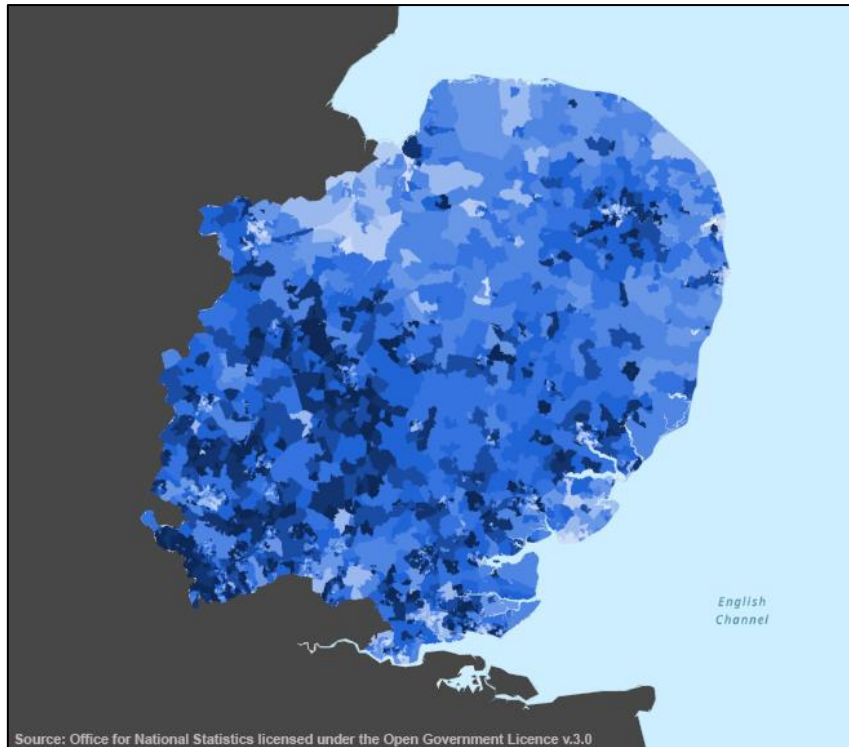 English
Channel
Source: Office for National Statistics licensed under the Open Government Licence v.3.0